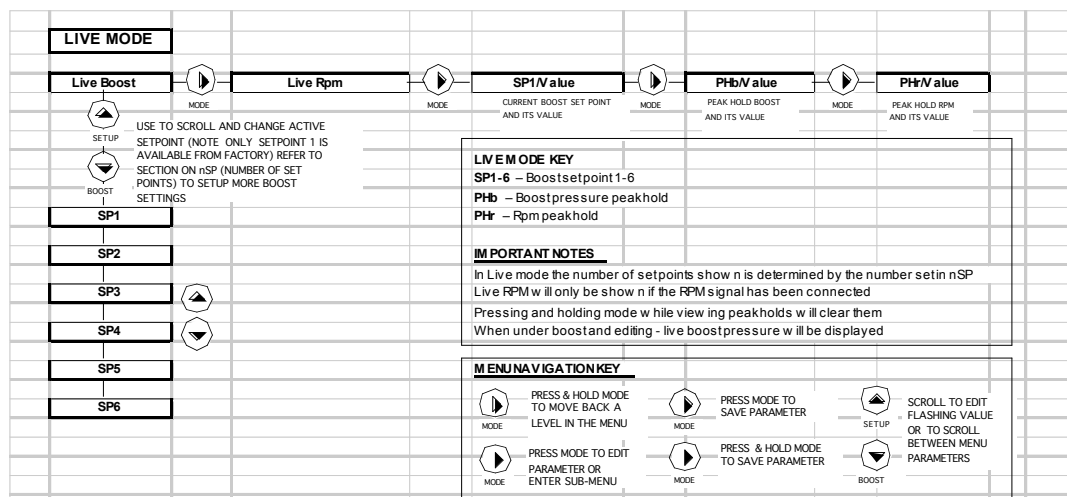 LIVE MODE
Live Boost
MODE
Live Rpm
MODE
SP1/Value
MODE
PHb/Value
MODE
PHr/Value
CURRENT BOOST SET POINT
AND ITS VALUE
PEAK HOLD BOOST
AND ITS VALUE
PEAK HOLD RPM
AND ITS VALUE
SETUP
BOOST
USE TO SCROLL AND CHANGE ACTIVE
SETPOINT (NOTE ONLY SETPOINT 1 IS
AVAILABLE FROM FACTORY) REFER TO
SECTION ON nSP (NUMBER OF SET
POINTS) TO SETUP MORE BOOST
SETTINGS
SP1
SP2
SP3
SP4
SP5
SP6
LIVE MODE KEY
SP1-6 – Boost setpoint 1-6
PHb – Boost pressure peak hold
PHr – Rpm peak hold
IMPORTANT NOTES
In Live mode the number of setpoints shown is determined by the number set in nSP
Live RPM will only be shown if the RPM signal has been connected
Pressing and holding mode while viewing peakholds will clear them
When under boost and editing - live boost pressure will be displayed
MENU NAVIGATION KEY
MODE
PRESS & HOLD MODE
TO MOVE BACK A
LEVEL IN THE MENU
MODE
PRESS MODE TO
SAVE PARAMETER
SETUP
SCROLL TO EDIT
FLASHING VALUE
OR TO SCROLL
BETWEEN MENU
PARAMETERS
MODE
PRESS MODE TO EDIT
PARAMETER OR
ENTER SUB-MENU
MODE
PRESS & HOLD MODE
TO SAVE PARAMETER
BOOST